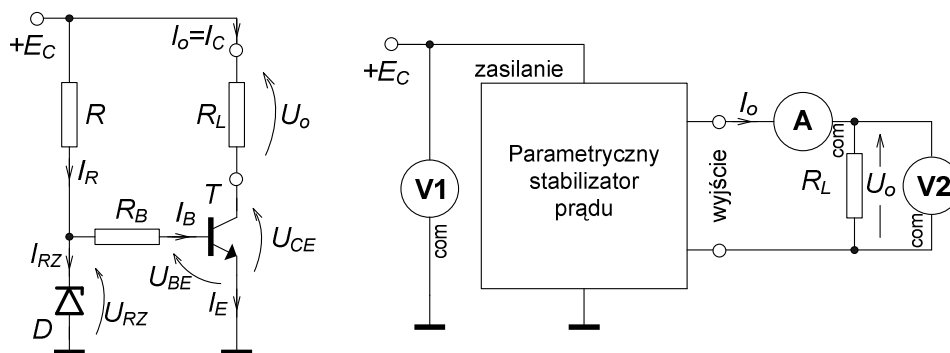 +E_C
I_o=I_C
R
R_L
U_o
I_R
T
R_B
I_B
U_CE
I_RZ
U_BE
I_E
D
U_RZ
+E_C
zasilanie
V1
com
Parametryczny
stabilizator
prądu
I_o
A
com
wyjście
R_L
U_o
V2
com